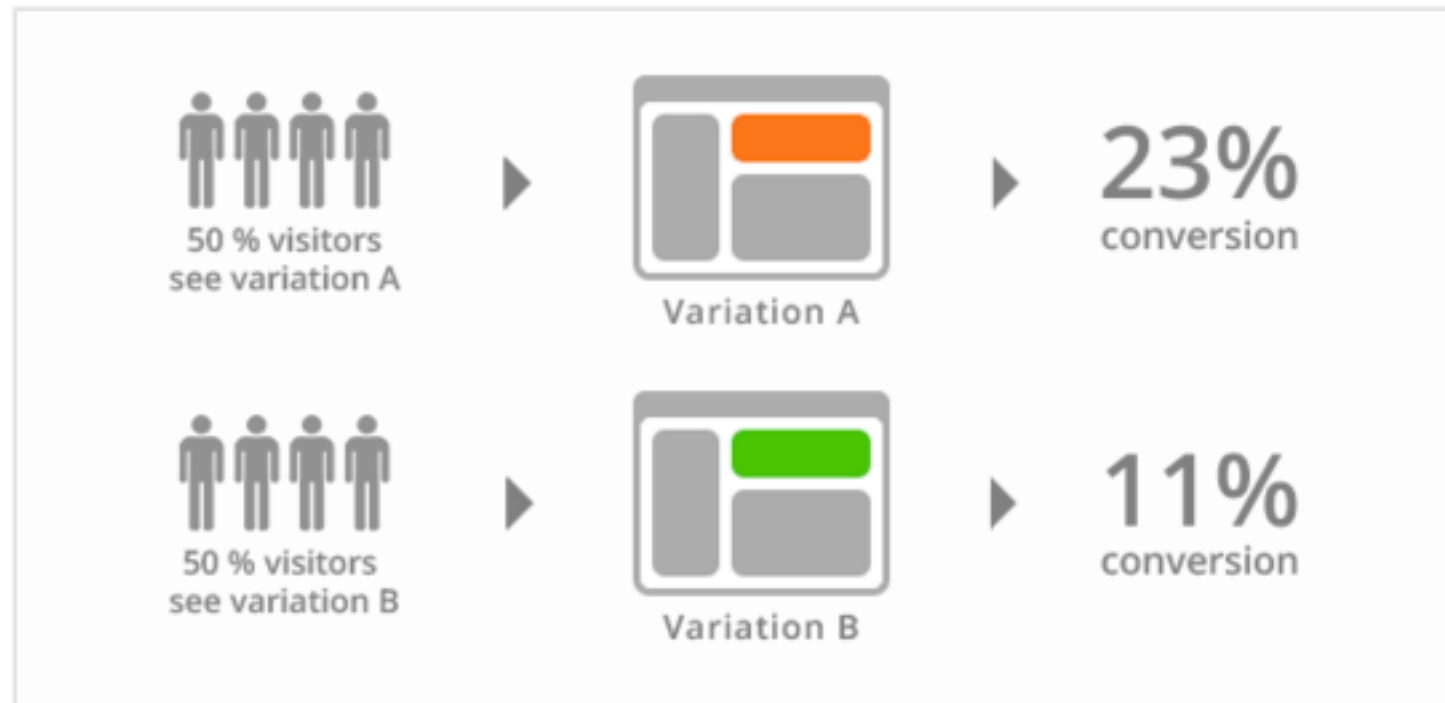 50 % visitors
see variation A
Variation A
23%
conversion
50 % visitors
see variation B
Variation B
11%
conversion